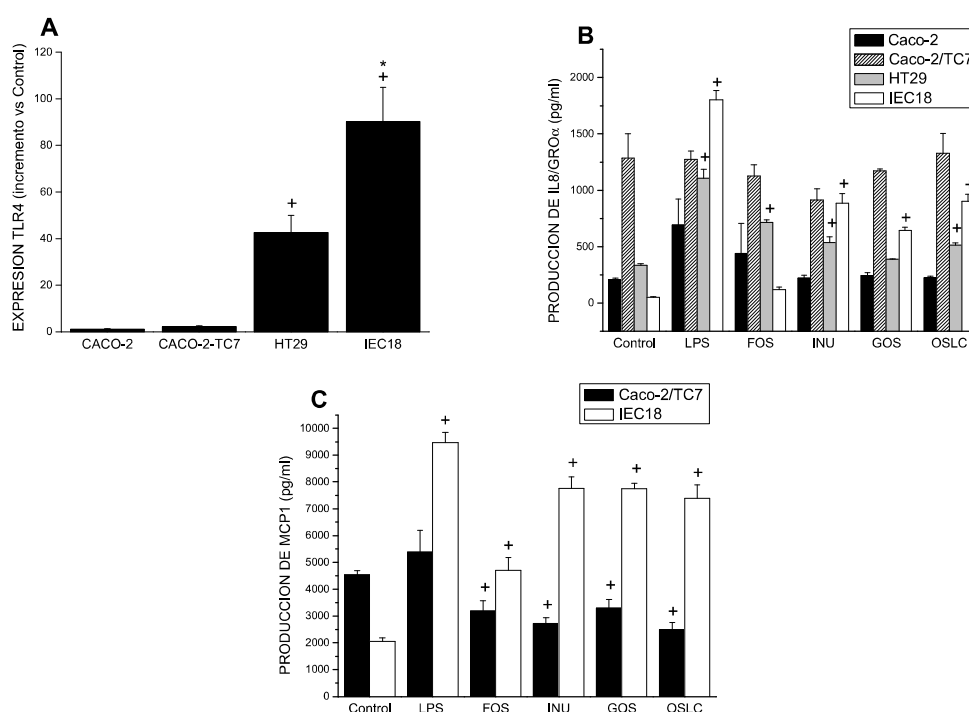 A
EXPRESION TLR4 (incremento vs Control)
120
100
80
60
40
20
0
+
*
+
CACO-2 CACO-2-TC7 HT29 IEC18
B
Caco-2
Caco-2/TC7
HT29
IEC18
PRODUCCION DE IL8/GROα (pg/ml)
2000
1500
1000
500
0
+ + + + + + + + +
Control LPS FOS INU GOS OSLC
C
Caco-2/TC7
IEC18
PRODUCCION DE MCP1 (pg/ml)
10000
9000
8000
7000
6000
5000
4000
3000
2000
1000
0
+ + + + + + + + +
Control LPS FOS INU GOS OSLC